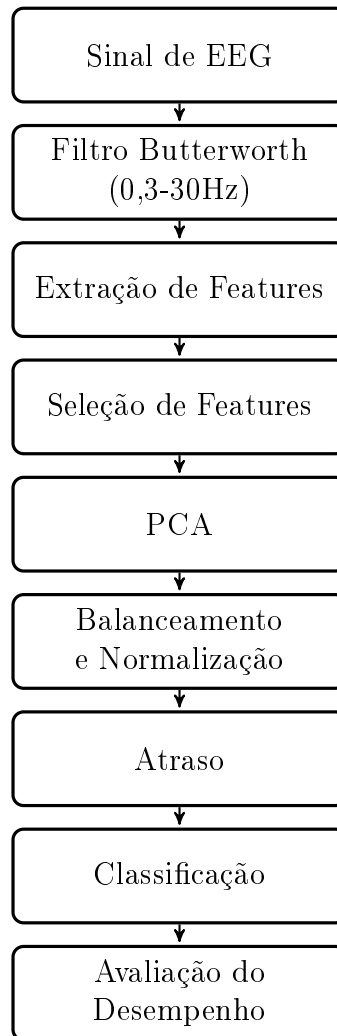 Sinal de EEG
Filtro Butterworth
(0,3-30Hz)
Extração de Features
Seleção de Features
PCA
Balanceamento
e Normalização
Atraso
Classificação
Avaliação do
Desempenho